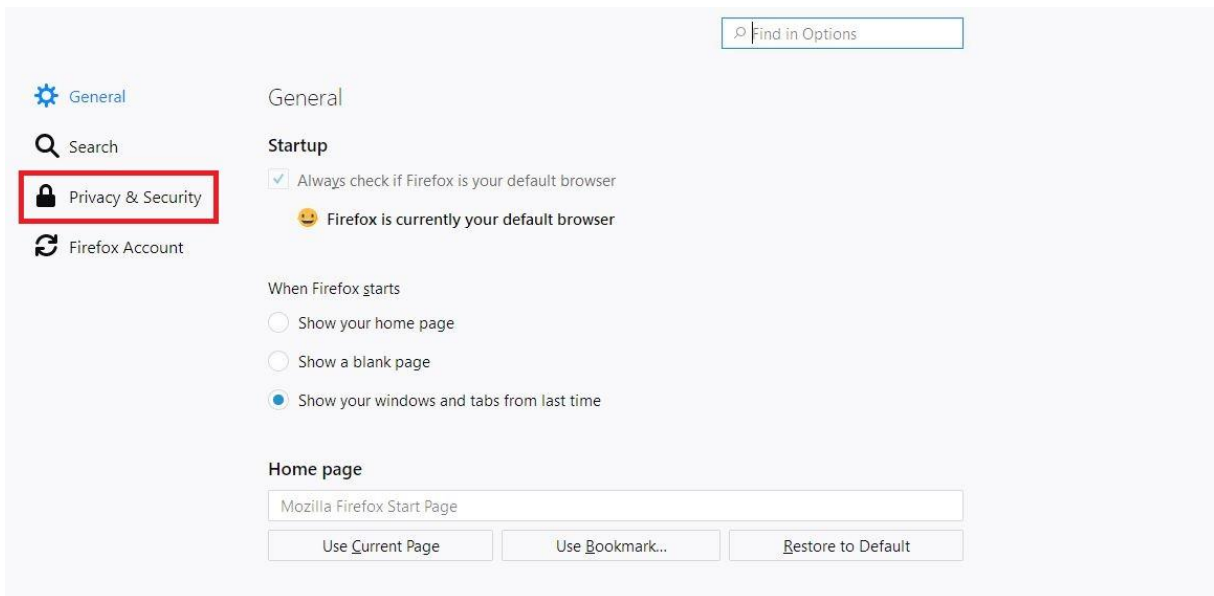 Find in Options
General
Search
Privacy & Security
Firefox Account
General
Startup
Always check if Firefox is your default browser
Firefox is currently your default browser
When Firefox starts
Show your home page
Show a blank page
Show your windows and tabs from last time
Home page
Mozilla Firefox Start Page
Use Current Page
Use Bookmark...
Restore to Default